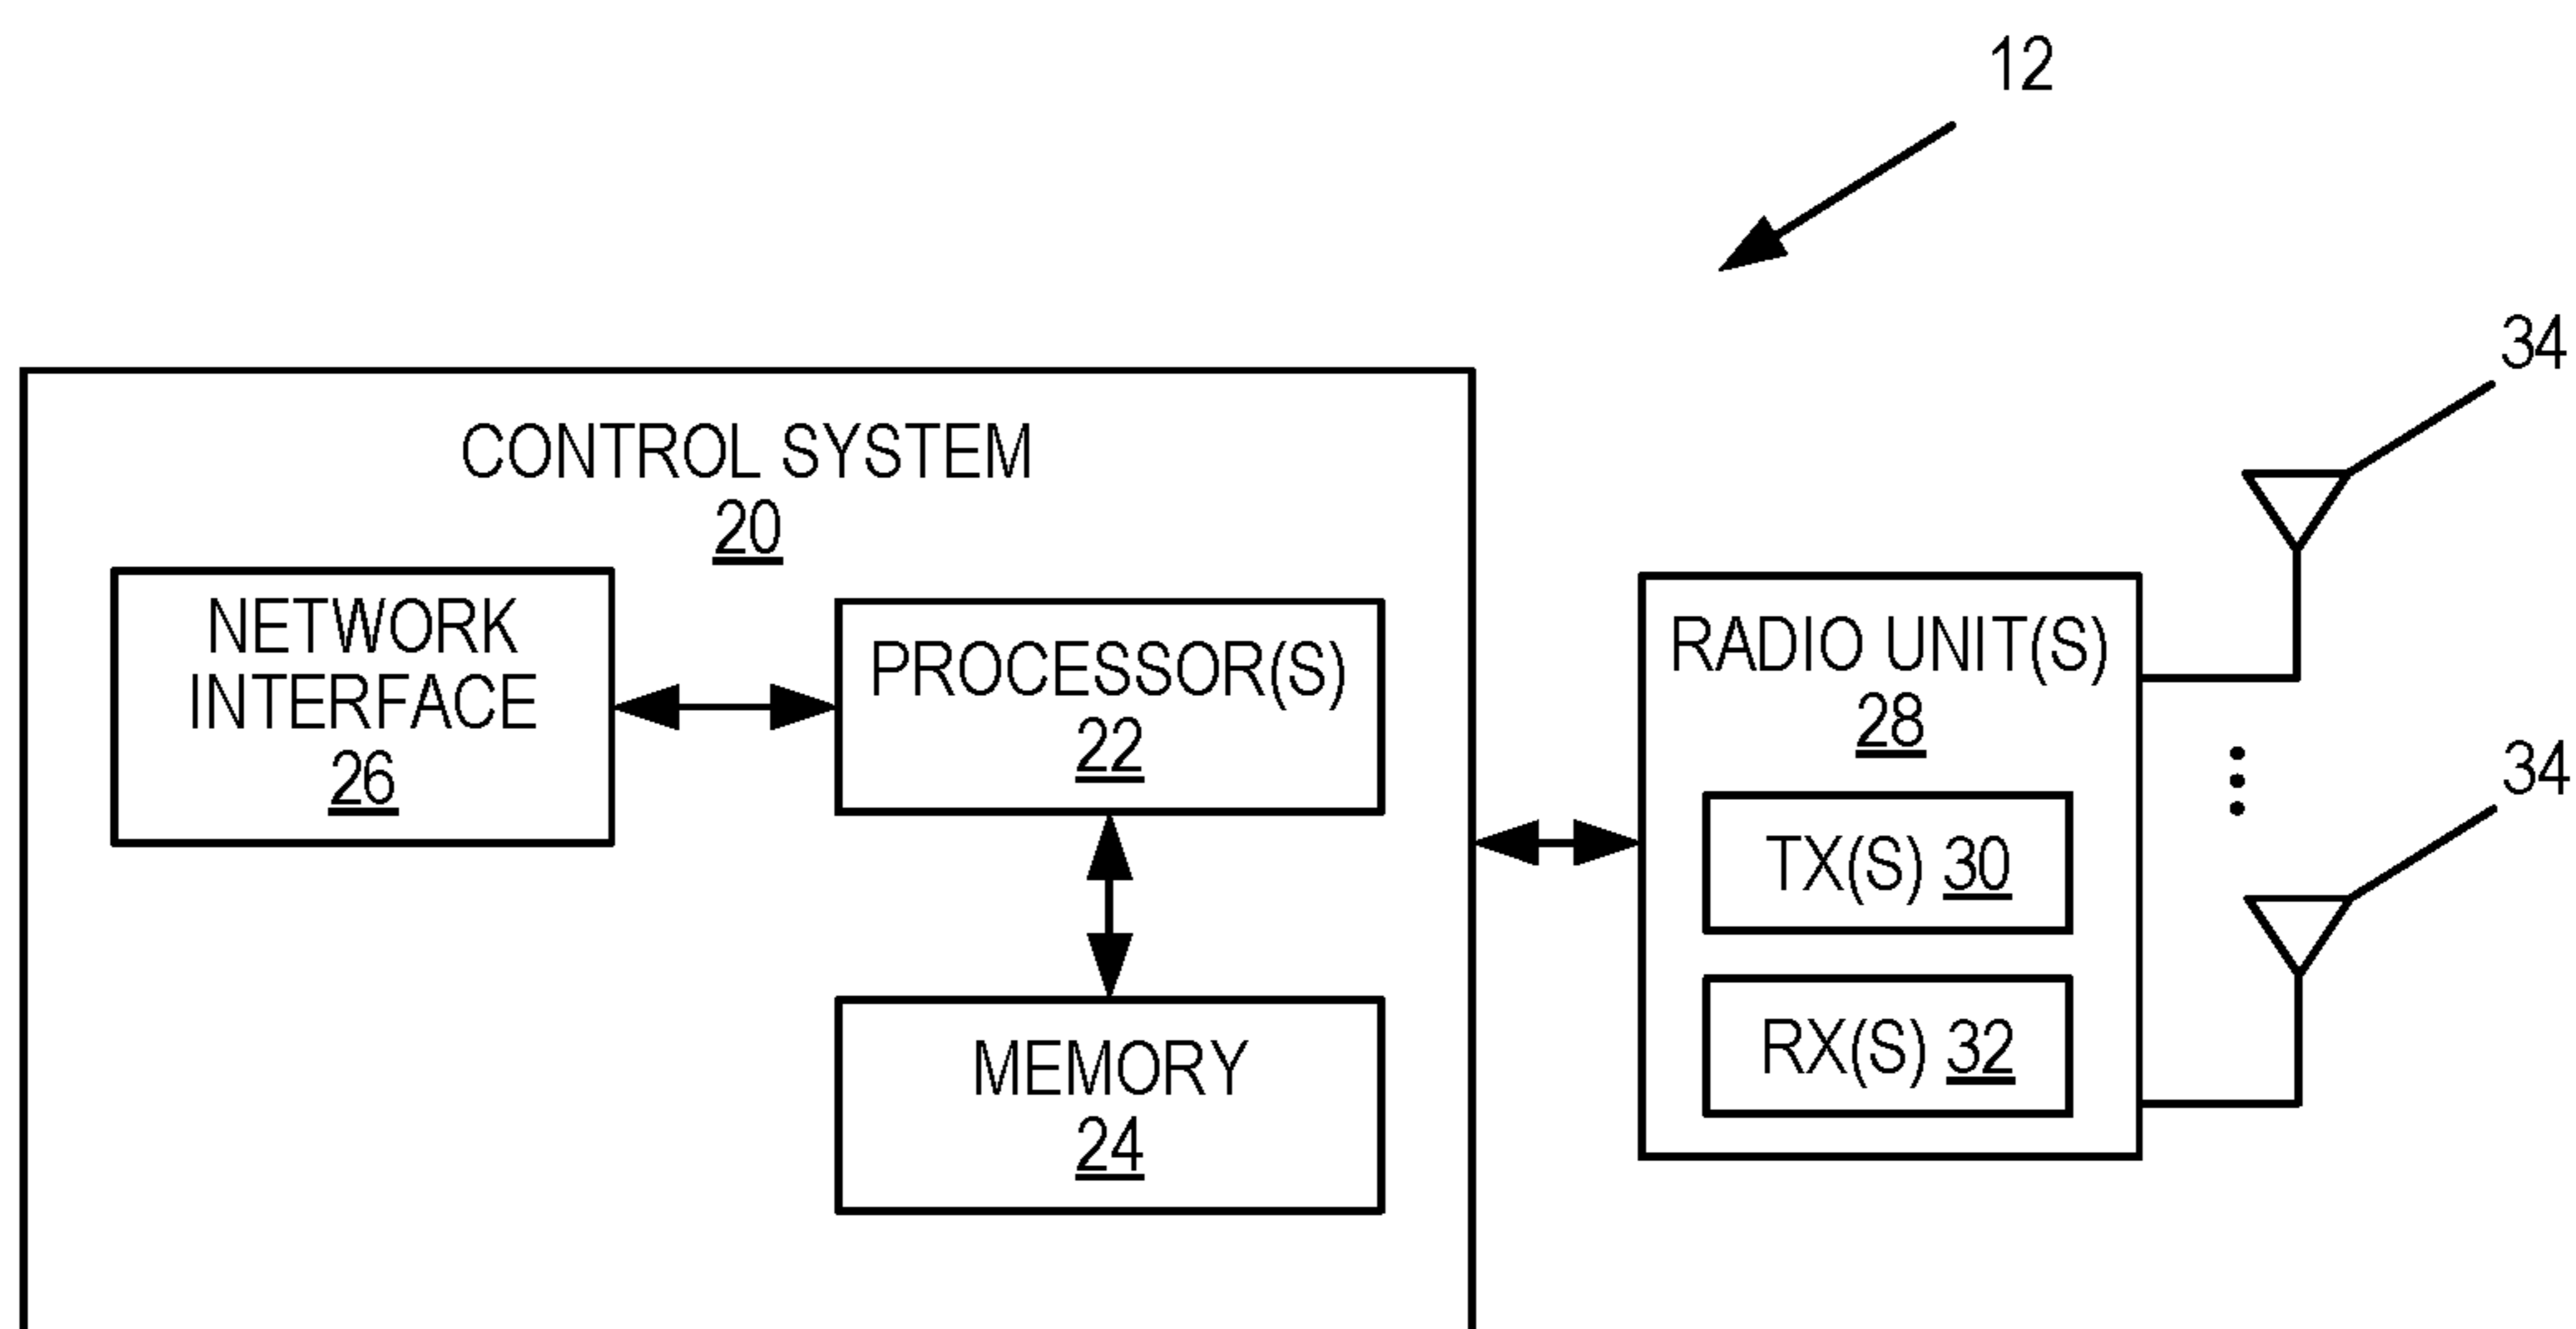 12
34
CONTROL SYSTEM
20
NETWORK
INTERFACE
26
PROCESSOR(S)
22
MEMORY
24
RADIO UNIT(S)
28
TX(S) 30
RX(S) 32
34